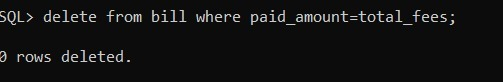 SQL> delete from bill where paid_amount=total_fees;
0 rows deleted.